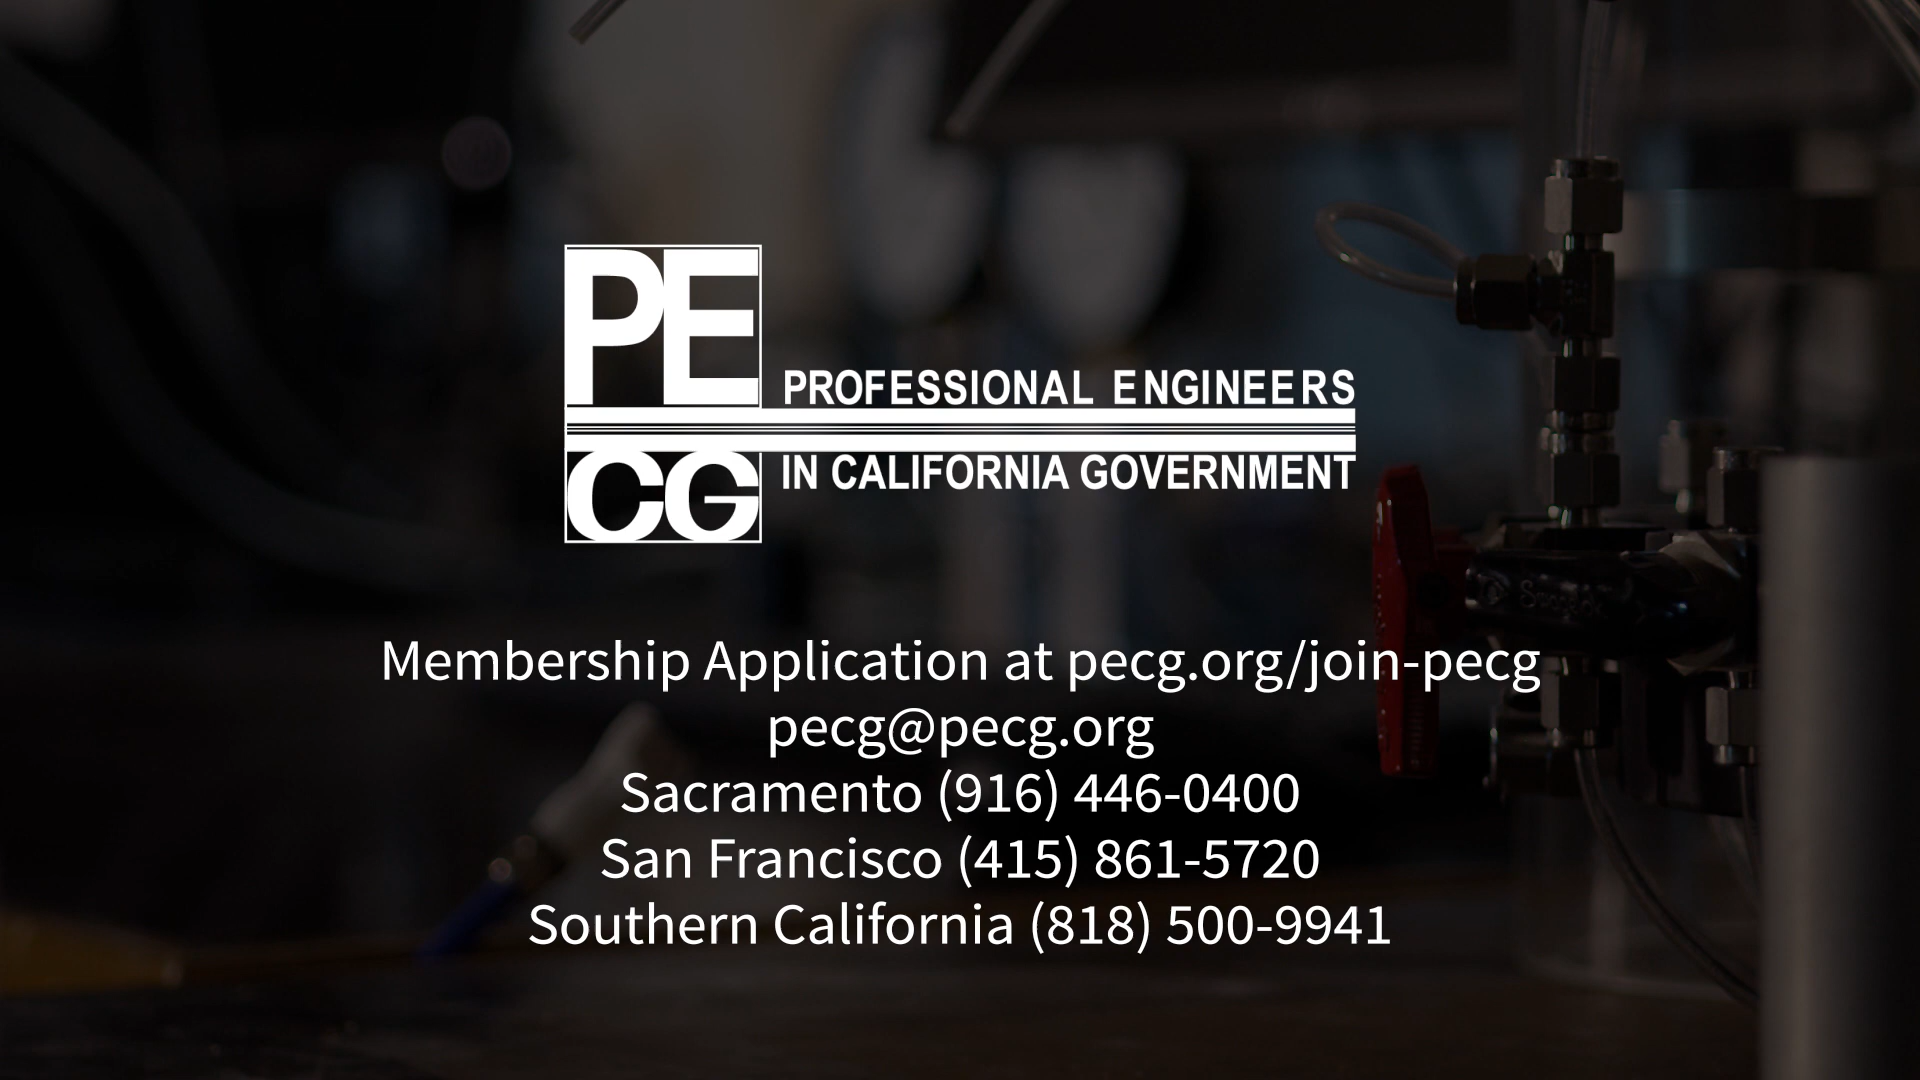 PE
PROFESSIONAL ENGINEERS
CG
IN CALIFORNIA GOVERNMENT
Membership Application at pecg.org/join-pecg
pecg@pecg.org
Sacramento (916) 446-0400
San Francisco (415) 861-5720
Southern California (818) 500-9941